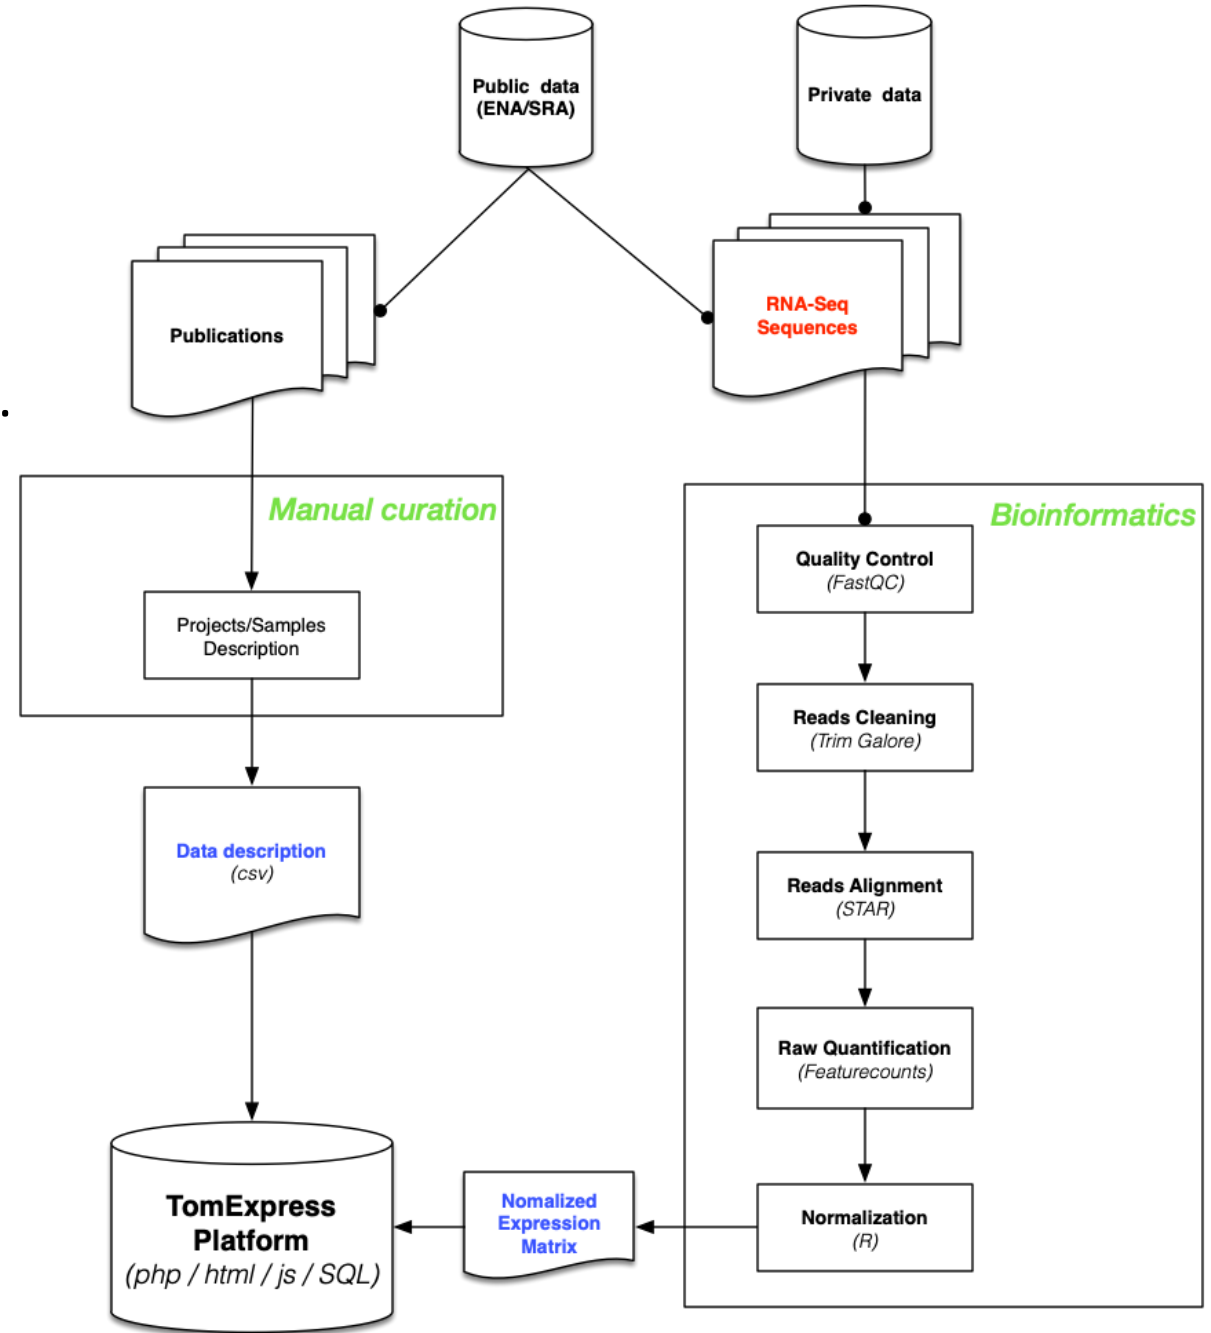 Public data
(ENA/SRA)
Private data
Publications
RNA-Seq
Sequences
Manual curation
Bioinformatics
Projects/Samples
Description
Quality Control
(FastQC)
Reads Cleaning
(Trim Galore)
Data description
(csv)
Reads Alignment
(STAR)
Raw Quantification
(Featurecounts)
TomExpress
Platform
(php / html / js / SQL)
Nomalized
Expression
Matrix
Normalization
(R)